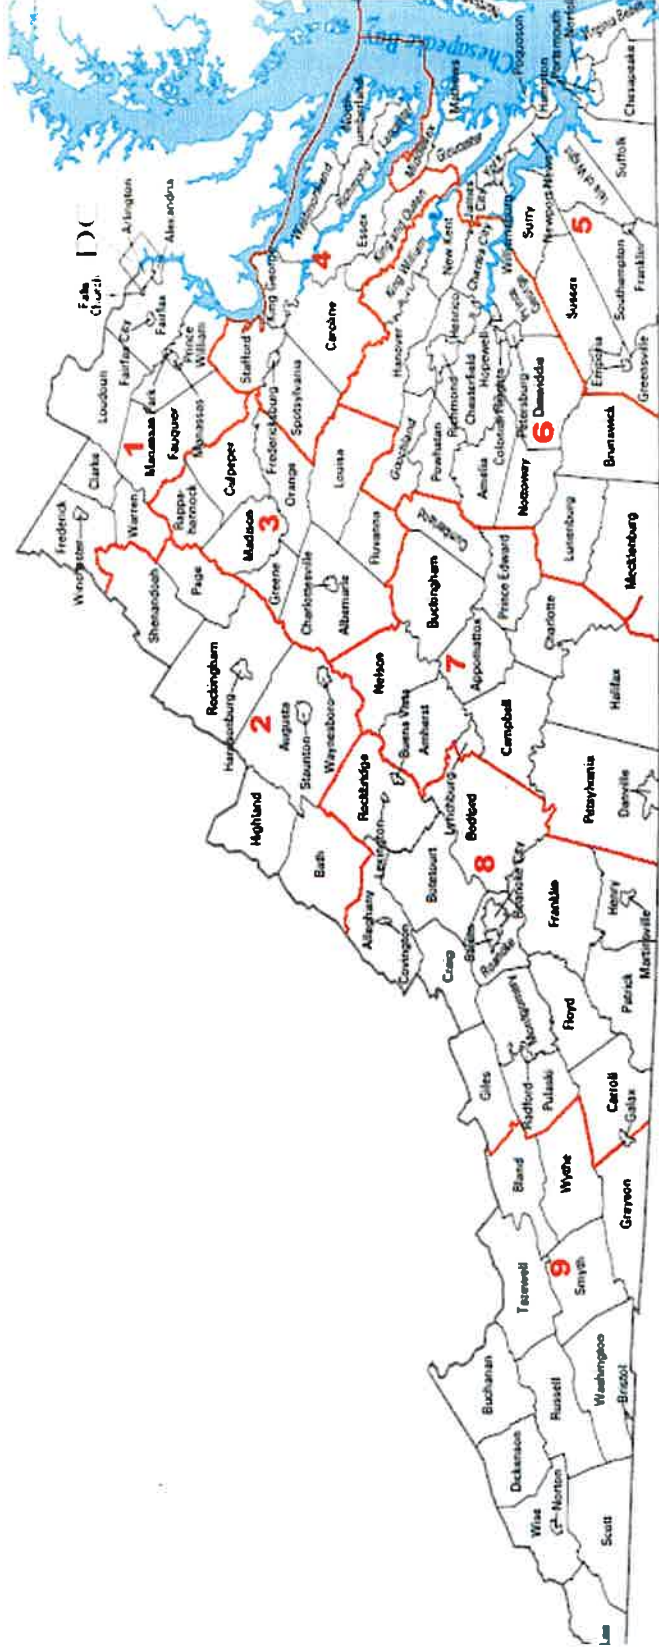 DC
Arlington
Alexandria
Falls
Church
Fairfax City
Fairfax
Loudoun
Prince
William
Manassas Park
Manassas
Fauquier
1
Clarke
Frederick
Winchester
Warren
Rappa-
hannock
Culpeper
Stafford
King George
Fredericksburg
Spotsylvania
Caroline
4
Westmoreland
Richmond
North
umberland
Lancaster
Essex
Middlesex
Mathews
Gloucester
King and Queen
King William
Chesapeake Bay
Shenandoah
Page
Madison
3
Orange
Greene
Louisa
Charlottesville
Albemarle
Fluvanna
Goochland
Hanover
New Kent
James
City
York
Charles City
Henrico
Richmond
Powhatan
Chesterfield
Hopewell
Colonial Heights
Petersburg
Amelia
Dinwiddie
6
Nottoway
Williamsburg
Newport News
Poquoson
Hampton
Norfolk
Portsmouth
Virginia Beach
Chesapeake
Suffolk
Isle of Wight
Surry
Sussex
5
Southampton
Franklin
Emporia
Greensville
Brunswick
Lunenburg
Mecklenburg
Rockingham
Harrisonburg
2
Augusta
Staunton
Waynesboro
Highland
Bath
Nelson
Rockbridge
Buena Vista
Amherst
Lexington
Buckingham
Cumberland
Prince Edward
7
Appomattox
Charlotte
Campbell
Lynchburg
Halifax
Pittsylvania
Danville
Bedford
8
Botetourt
Alleghany
Covington
Craig
Salem
Roanoke
Roanoke City
Franklin
Henry
Martinsville
Montgomery
Floyd
Patrick
Giles
Radford
Pulaski
Carroll
Galax
Bland
Wythe
Grayson
Tazewell
9
Smyth
Buchanan
Russell
Washington
Bristol
Dickenson
Wise
Norton
Scott
Lee